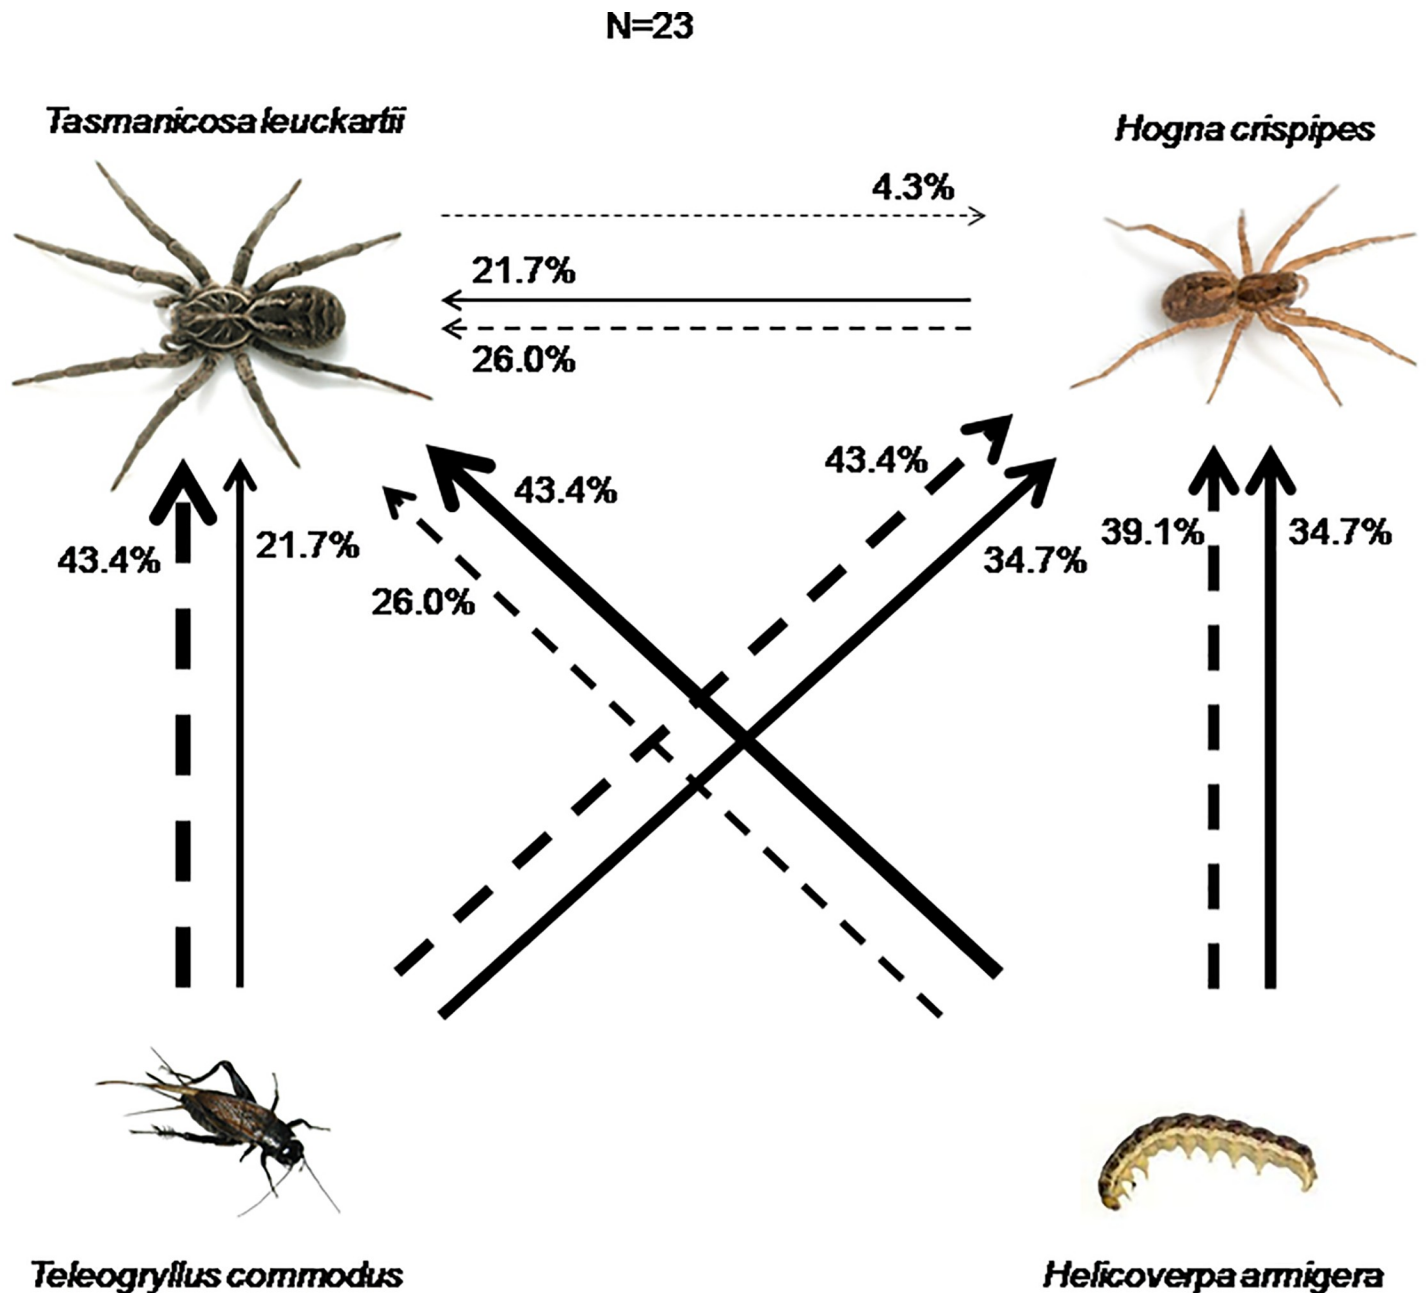 N=23
Tasmanicosa leuckartii
Hogna crispipes
4.3%
21.7%
26.0%
43.4%
21.7%
43.4%
26.0%
43.4%
34.7%
39.1%
34.7%
Teleogryllus commodus
Helicoverpa armigera